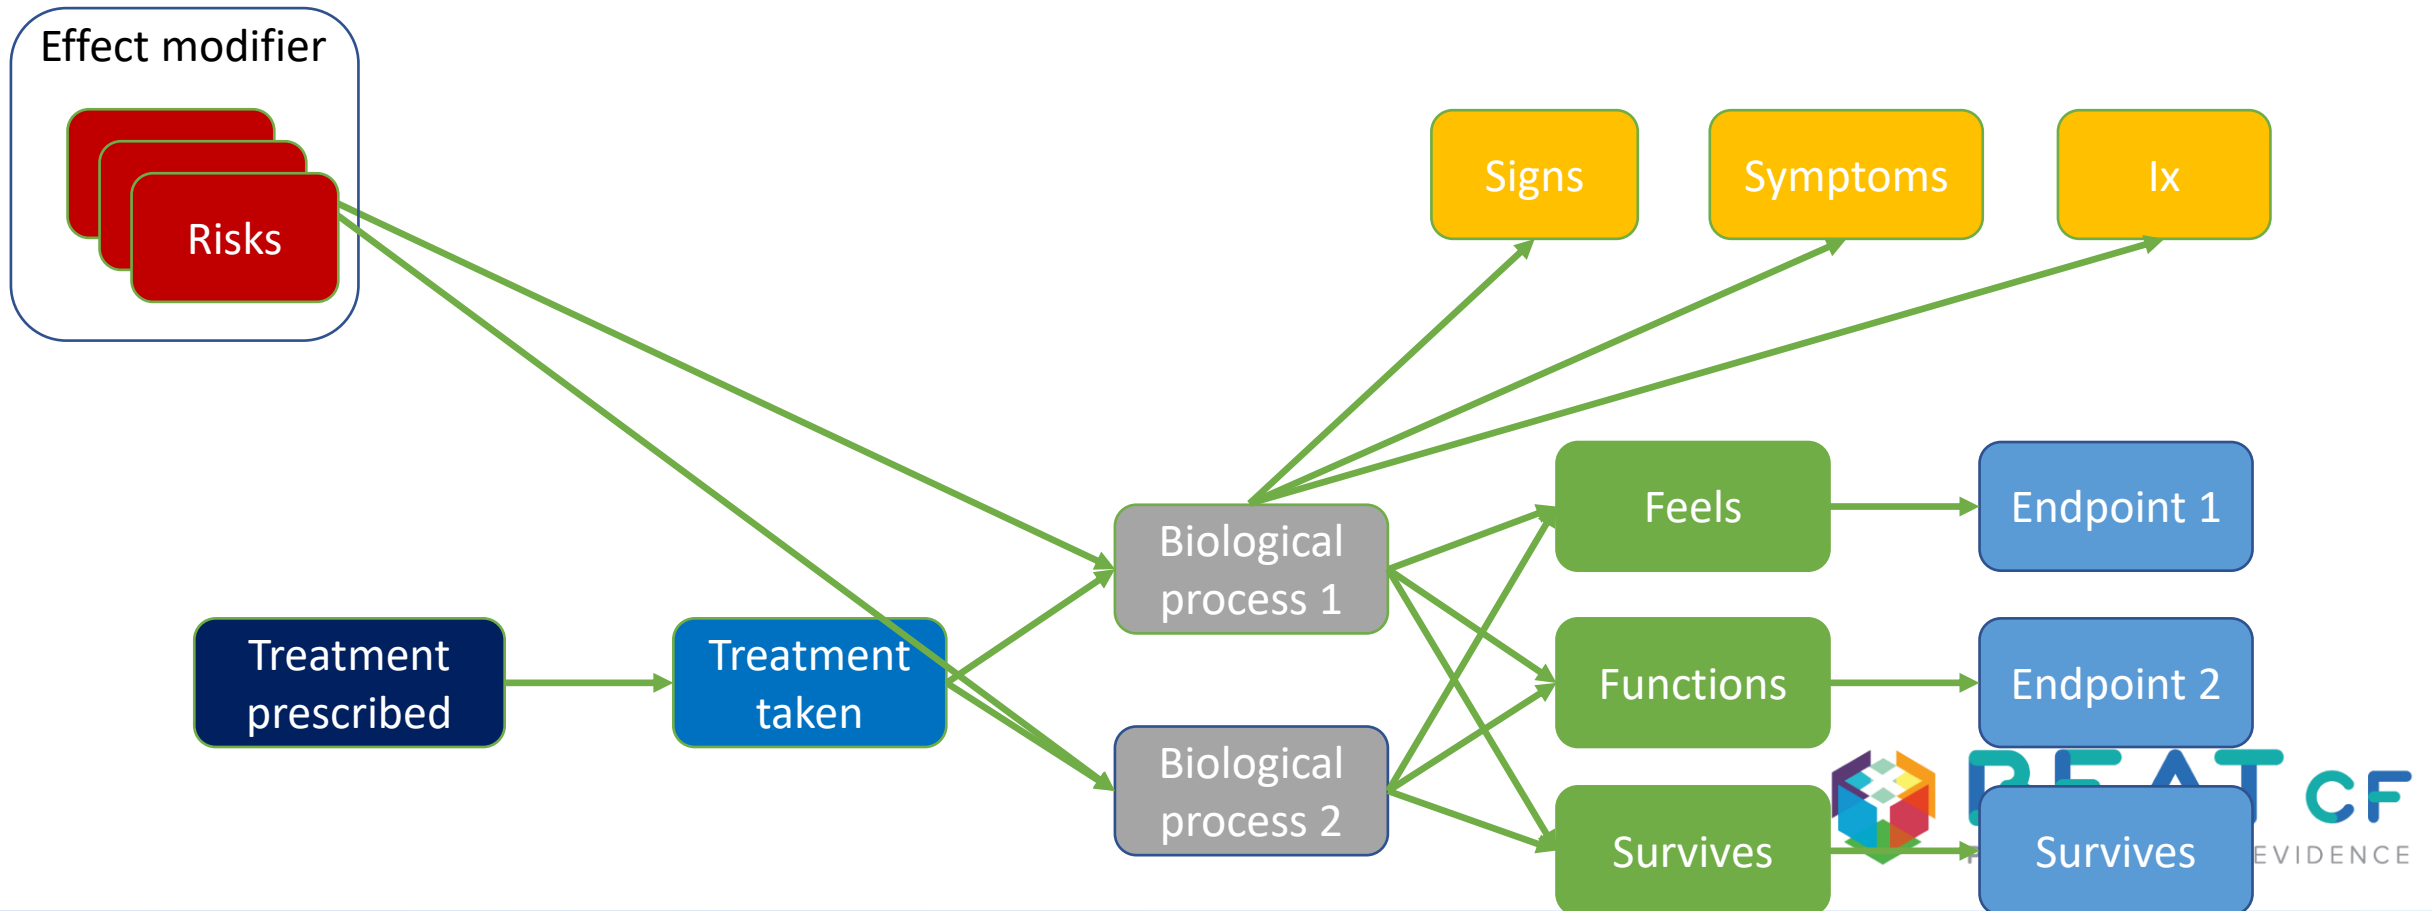 Effect modifier
Risks
Signs
Symptoms
Ix
Biological
process 1
Feels
Endpoint 1
Treatment
prescribed
Treatment
taken
Functions
Endpoint 2
Biological
process 2
CF
Survives
Survives
EVIDENCE